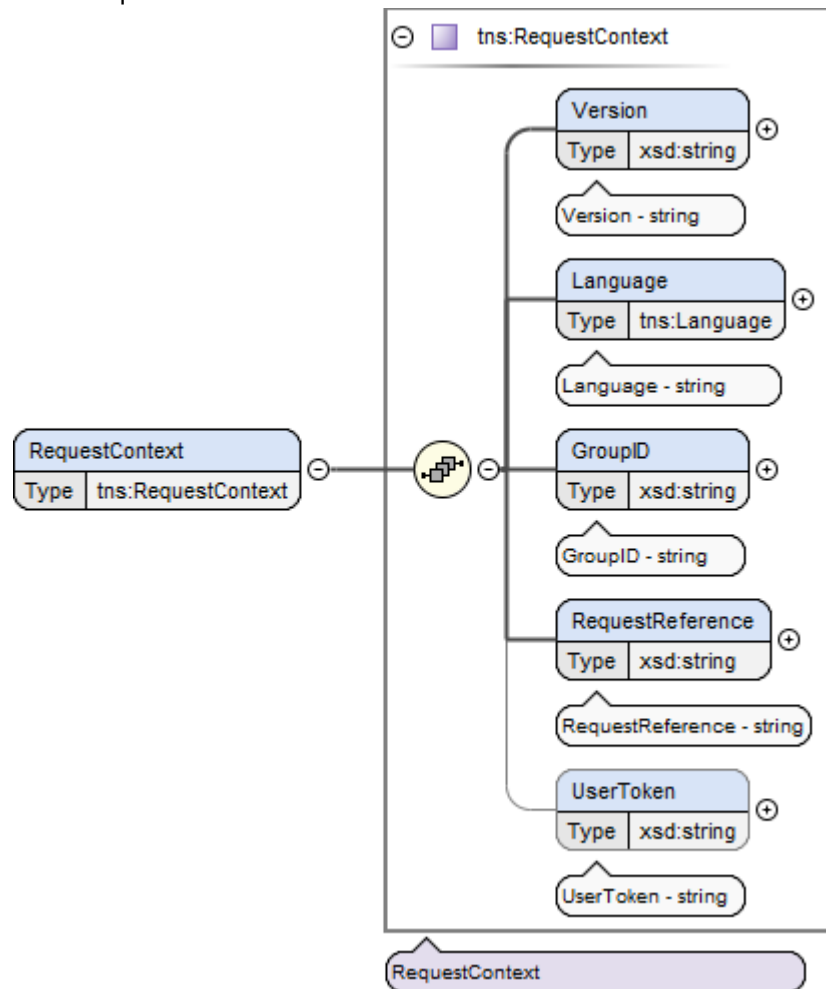 tns:RequestContext
Version
Type xsd:string
Version - string
Language
Type tns:Language
Language - string
RequestContext
Type tns:RequestContext
GroupID
Type xsd:string
GroupID - string
RequestReference
Type xsd:string
RequestReference - string
UserToken
Type xsd:string
UserToken - string
RequestContext